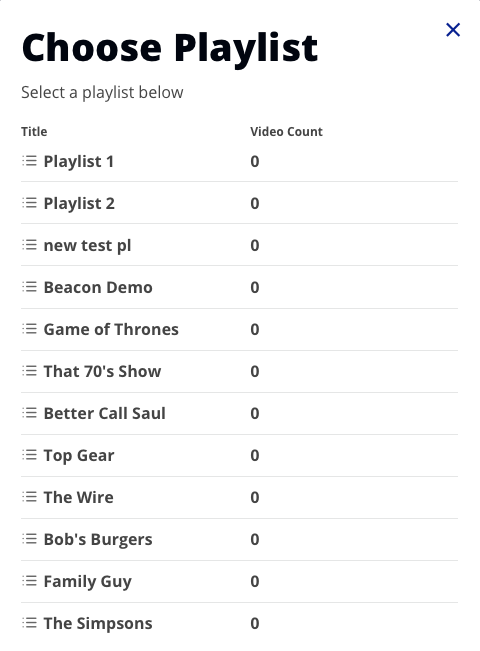 Choose Playlist
Select a playlist below
Title Video Count
Playlist 1 0
Playlist 2 0
new test pl 0
Beacon Demo 0
Game of Thrones 0
That 70's Show 0
Better Call Saul 0
Top Gear 0
The Wire 0
Bob's Burgers 0
Family Guy 0
The Simpsons 0